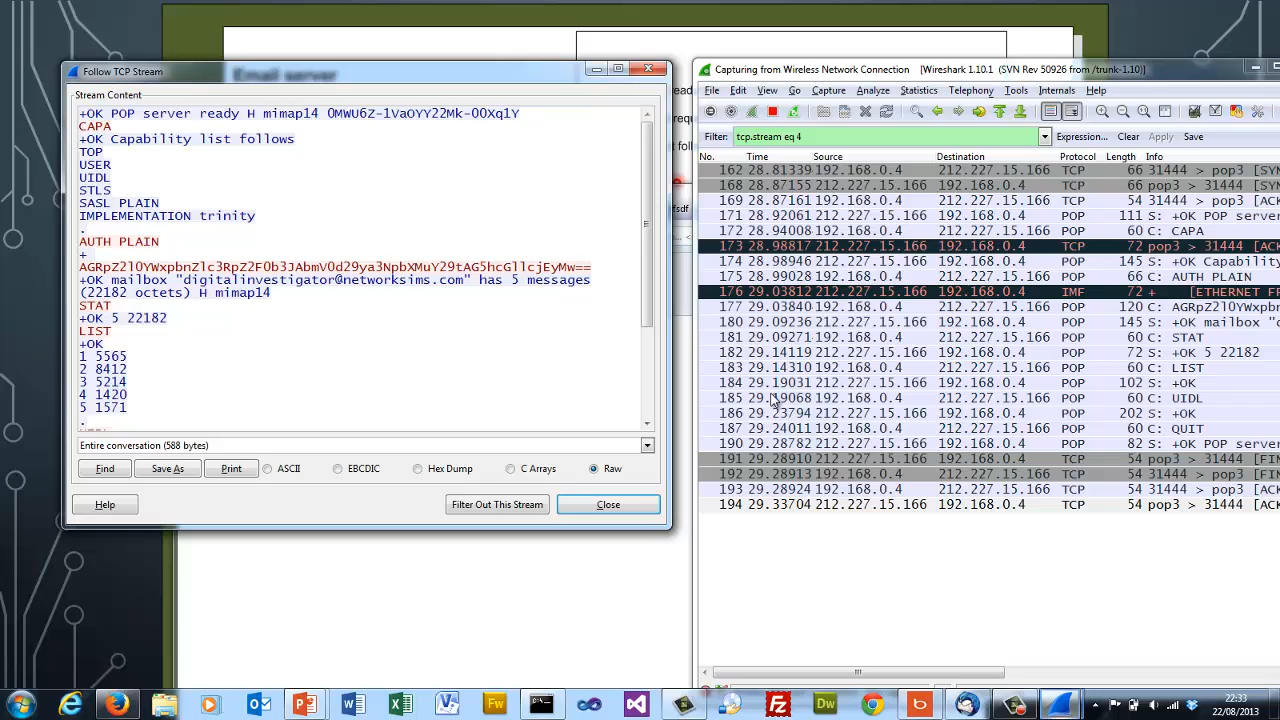 Email server
Follow TCP Stream
Stream Content
+OK POP server ready H mimap14 0MWU6Z-1VaOYY22Mk-00Xq1Y
CAPA
+OK Capability list follows
TOP
USER
UIDL
STLS
SASL PLAIN
IMPLEMENTATION trinity
.
AUTH PLAIN
+
+OK mailbox "digitalinvestigator@networksims.com" has 5 messages
(22182 octets) H mimap14
STAT
+OK 5 22182
LIST
+OK
1 5565
2 8412
3 5214
4 1420
5 1571
.
Entire conversation (588 bytes)
Find Save As Print ASCII EBCDIC Hex Dump C Arrays Raw
Help Filter Out This Stream Close
Capturing from Wireless Network Connection [Wireshark 1.10.1 (SVN Rev 50926 from /trunk-1.10)]
File Edit View Go Capture Analyze Statistics Telephony Tools Internals Help
Filter: tcp.stream eq 4 Expression... Clear Apply Save
No. Time Source Destination Protocol Length Info
162 28.81339 192.168.0.4 212.227.15.166 TCP 66 31444 > pop3 [SY
168 28.87155 212.227.15.166 192.168.0.4 TCP 66 pop3 > 31444 [SY
169 28.87161 192.168.0.4 212.227.15.166 TCP 54 31444 > pop3 [AC
171 28.92061 212.227.15.166 192.168.0.4 POP 111 S: +OK POP serve
172 28.94008 192.168.0.4 212.227.15.166 POP 60 C: CAPA
173 28.98817 212.227.15.166 192.168.0.4 TCP 72 pop3 > 31444 [AC
174 28.98946 212.227.15.166 192.168.0.4 POP 145 S: +OK Capabilit
175 28.99028 192.168.0.4 212.227.15.166 POP 66 C: AUTH PLAIN
176 29.03812 212.227.15.166 192.168.0.4 IMF 72 + [ETHERNET FR
177 29.03840 192.168.0.4 212.227.15.166 POP 120 C: AGRpZ2l0YWxpb
180 29.09236 212.227.15.166 192.168.0.4 POP 145 S: +OK mailbox "
181 29.09271 192.168.0.4 212.227.15.166 POP 60 C: STAT
182 29.14119 212.227.15.166 192.168.0.4 POP 72 S: +OK 5 22182
183 29.14310 192.168.0.4 212.227.15.166 POP 60 C: LIST
184 29.19031 212.227.15.166 192.168.0.4 POP 102 S: +OK
185 29.19068 192.168.0.4 212.227.15.166 POP 60 C: UIDL
186 29.23794 212.227.15.166 192.168.0.4 POP 202 S: +OK
187 29.24011 192.168.0.4 212.227.15.166 POP 60 C: QUIT
190 29.28782 212.227.15.166 192.168.0.4 POP 82 S: +OK POP serve
191 29.28910 212.227.15.166 192.168.0.4 TCP 54 pop3 > 31444 [FI
192 29.28913 192.168.0.4 212.227.15.166 TCP 54 31444 > pop3 [FI
193 29.28924 192.168.0.4 212.227.15.166 TCP 54 31444 > pop3 [AC
194 29.33704 212.227.15.166 192.168.0.4 TCP 54 pop3 > 31444 [AC
22:33
22/08/2013